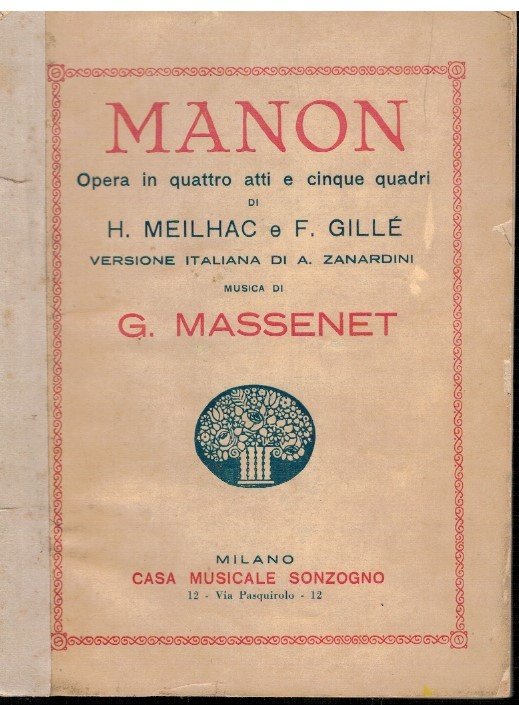 MANON
Opera in quattro atti e cinque quadri
DI
H. MEILHAC e F. GILLÉ
VERSIONE ITALIANA DI A. ZANARDINI
MUSICA DI
G. MASSENET
MILANO
CASA MUSICALE SONZOGNO
12 - Via Pasquirolo - 12